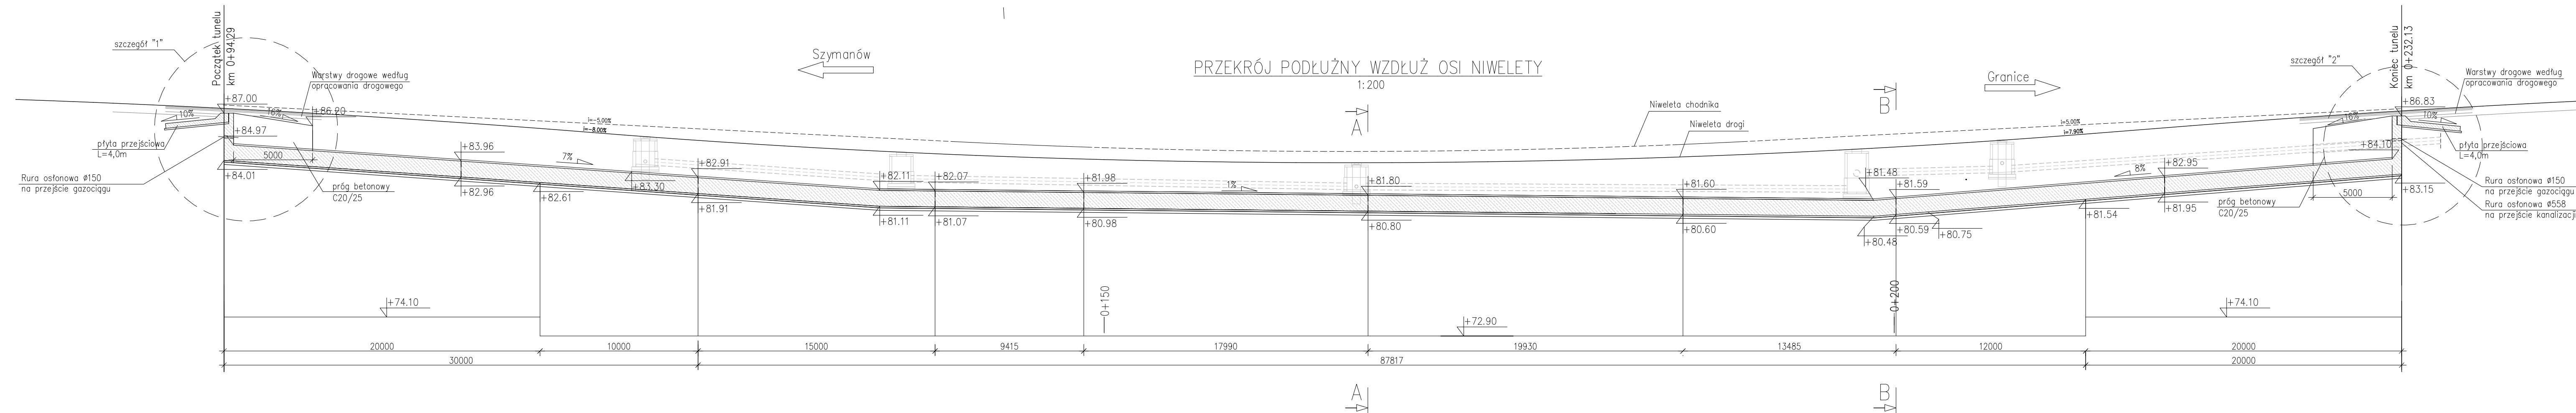 szczegół "1"
Początek tunelu
km 0+94.29
Warstwy drogowe według
opracowania drogowego
+87.00
10%
16%
+86.20
+84.97
płyta przejściowa
L=4,0m
5000
Rura osłonowa Ø150
na przejście gazociągu
+84.01
próg betonowy
C20/25
Szymanów
PRZEKRÓJ PODŁUŻNY WZDŁUŻ OSI NIWELETY
1:200
Granice
A
B
i=-5.00%
i=-8.00%
Niweleta chodnika
Niweleta drogi
i=5.00%
i=7.90%
7%
1%
8%
+83.96
+82.96
+82.61
+83.30
+82.91
+81.91
+82.11
+81.11
+82.07
+81.07
+81.98
+80.98
+81.80
+80.80
+81.60
+80.60
+81.48
+80.48
+81.59
+80.59
+80.75
+81.54
+82.95
+81.95
szczegół "2"
Koniec tunelu
km 0+232.13
Warstwy drogowe według
opracowania drogowego
+86.83
16%
10%
+84.10
płyta przejściowa
L=4,0m
5000
+83.15
Rura osłonowa Ø150
na przejście gazociągu
Rura osłonowa Ø558
na przejście kanalizacji
próg betonowy
C20/25
0+150
0+200
+74.10
+72.90
+74.10
20000
10000
15000
9415
17990
19930
13485
12000
20000
30000
87817
20000
A
B